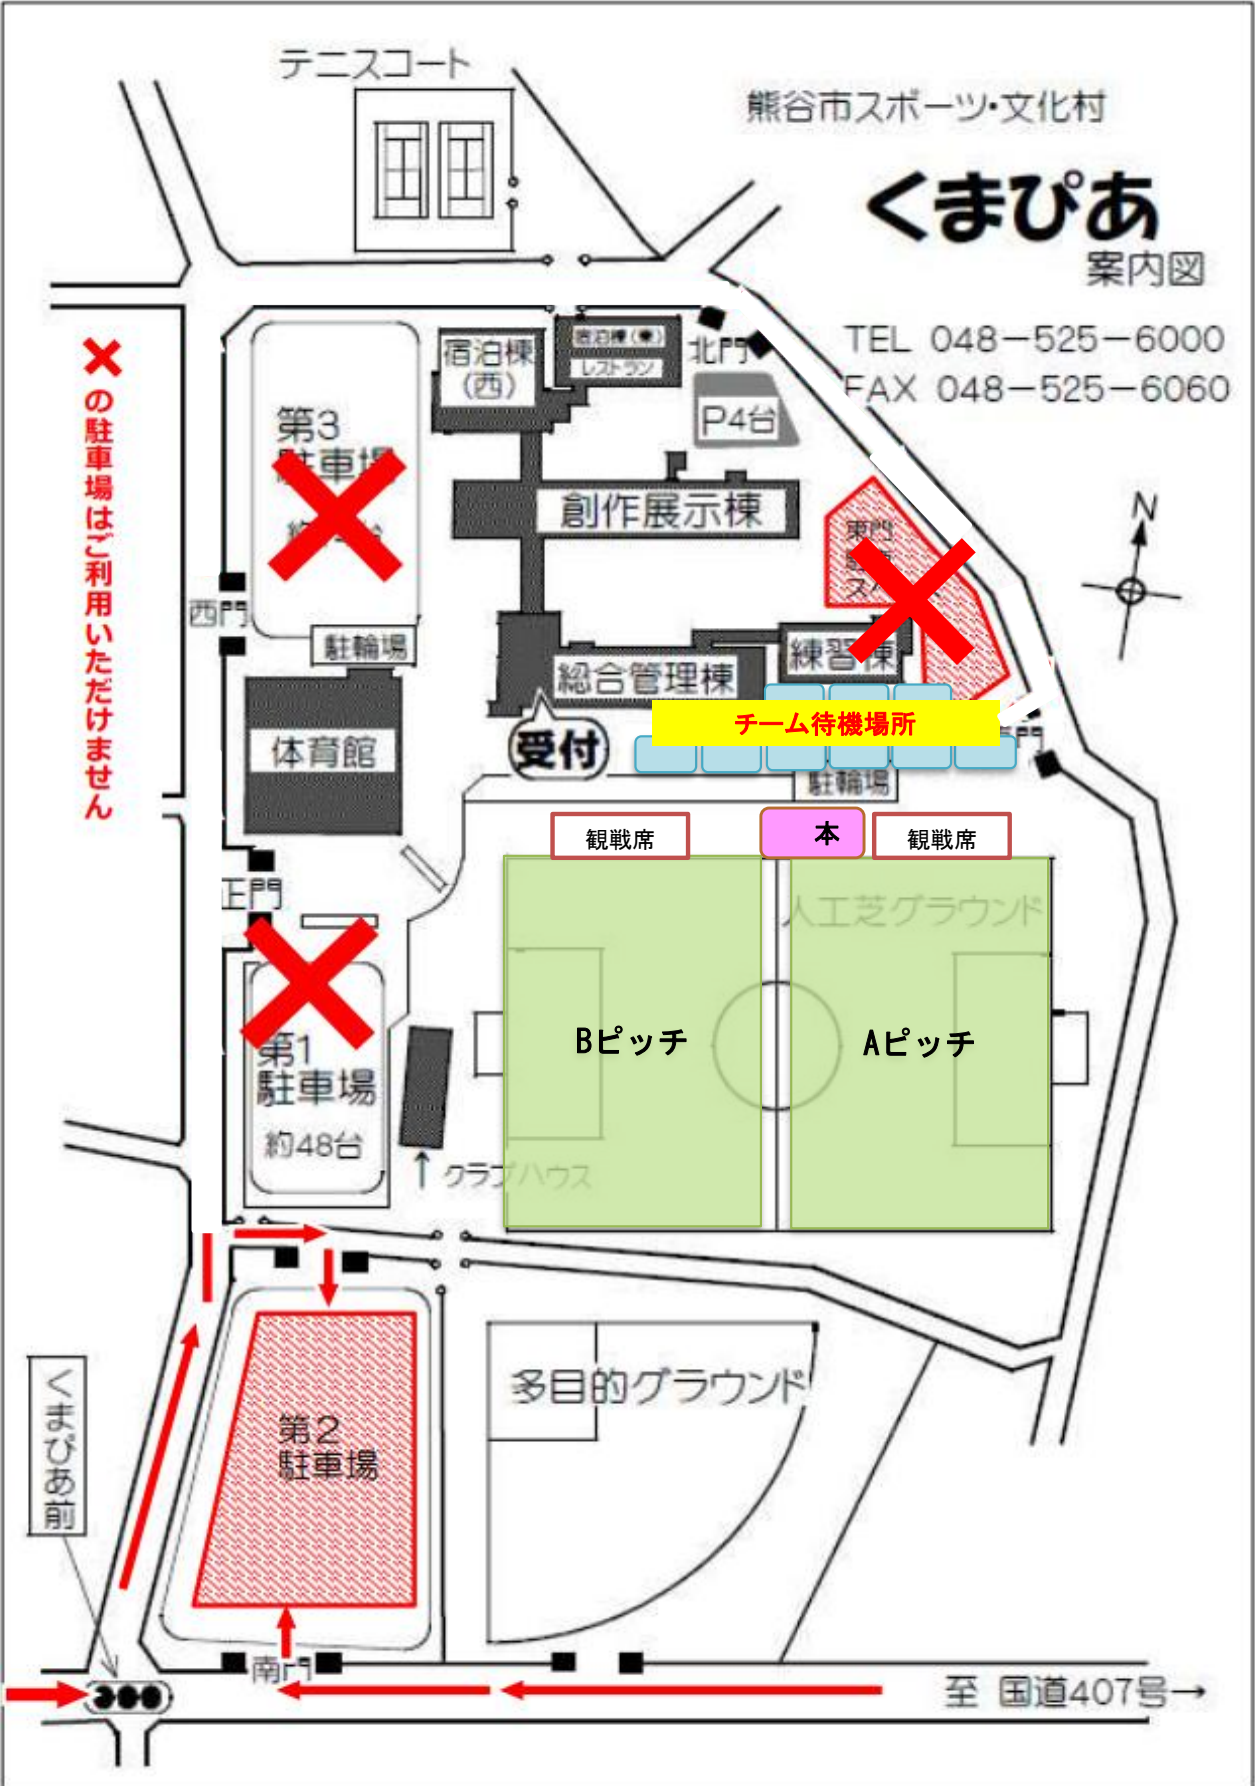 テニスコート
熊谷市スポーツ・文化村
くまぴあ
案内図
TEL 048-525-6000
FAX 048-525-6060
✖の駐車場はご利用いただけません
宿泊棟
(西)
宿泊棟(東)
レストラン
北門
P4台
第3
駐車場
創作展示棟
東門
N
西門
駐輪場
総合管理棟
練習棟
チーム待機場所
体育館
受付
駐輪場
観戦席
本
観戦席
正門
人工芝グラウンド
Bピッチ
Aピッチ
第1
駐車場
約48台
↑クラブハウス
多目的グラウンド
くまぴあ前
第2
駐車場
南門
至 国道407号→